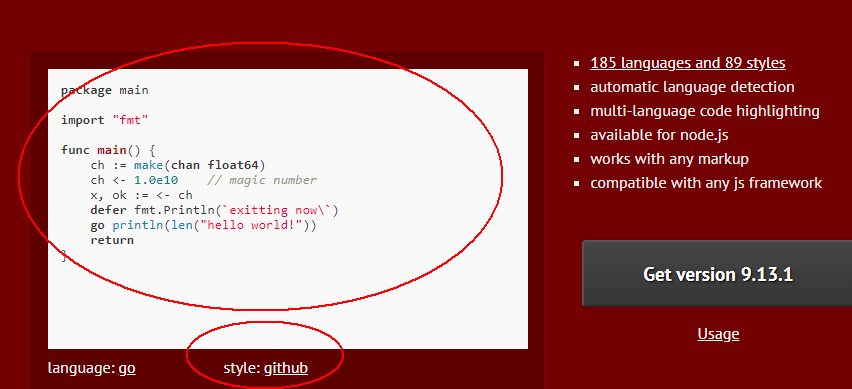 package main
import "fmt"
func main() {
    ch := make(chan float64)
    ch <- 1.0e10    // magic number
    x, ok := <- ch
    defer fmt.Println(`exitting now\`)
    go println(len("hello world!"))
    return
}
language: go
style: github
185 languages and 89 styles
automatic language detection
multi-language code highlighting
available for node.js
works with any markup
compatible with any js framework
Get version 9.13.1
Usage